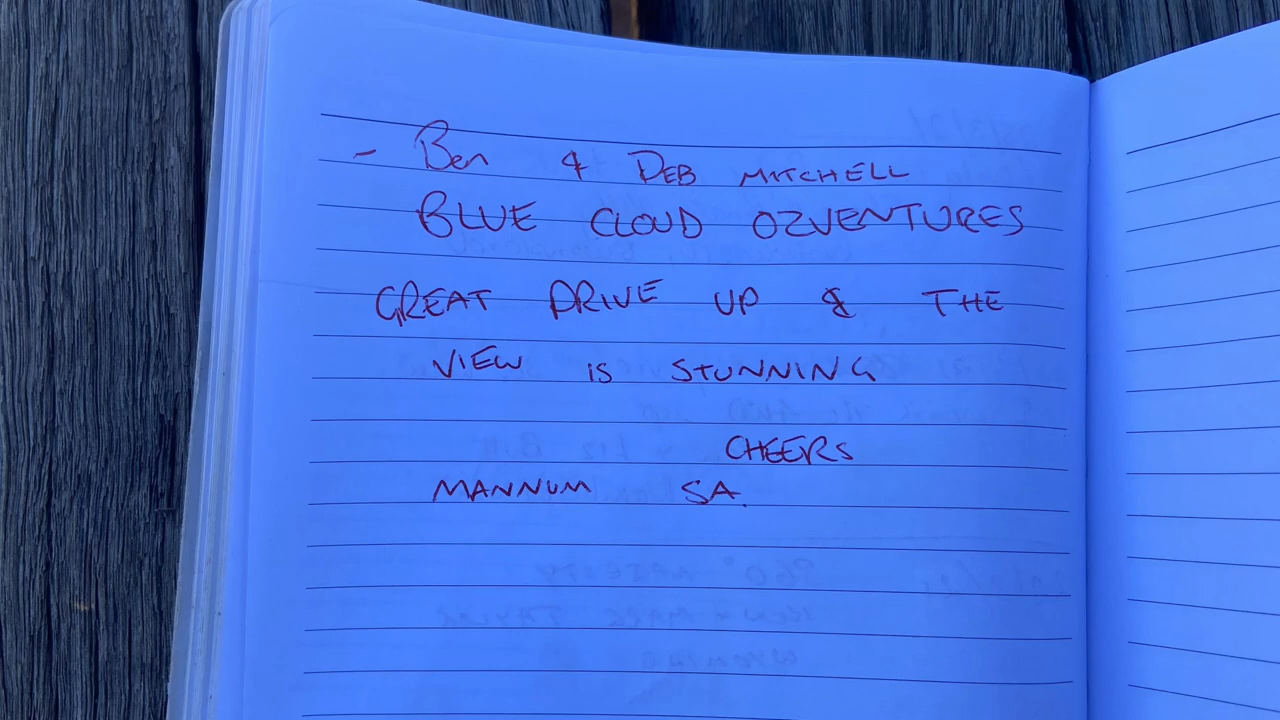 - Ben & DEB MITCHELL
BLUE CLOUD OZVENTURES
GREAT DRIVE UP & THE
VIEW IS STUNNING
CHEERS
MANNUM SA.